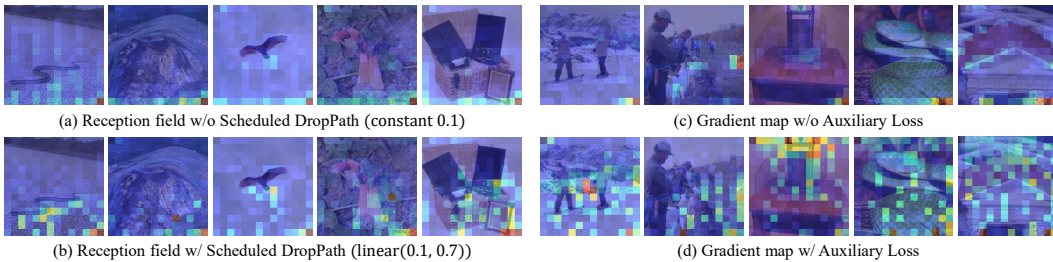 (a) Reception field w/o Scheduled DropPath (constant 0.1)
(c) Gradient map w/o Auxiliary Loss
(b) Reception field w/ Scheduled DropPath (linear(0.1, 0.7))
(d) Gradient map w/ Auxiliary Loss